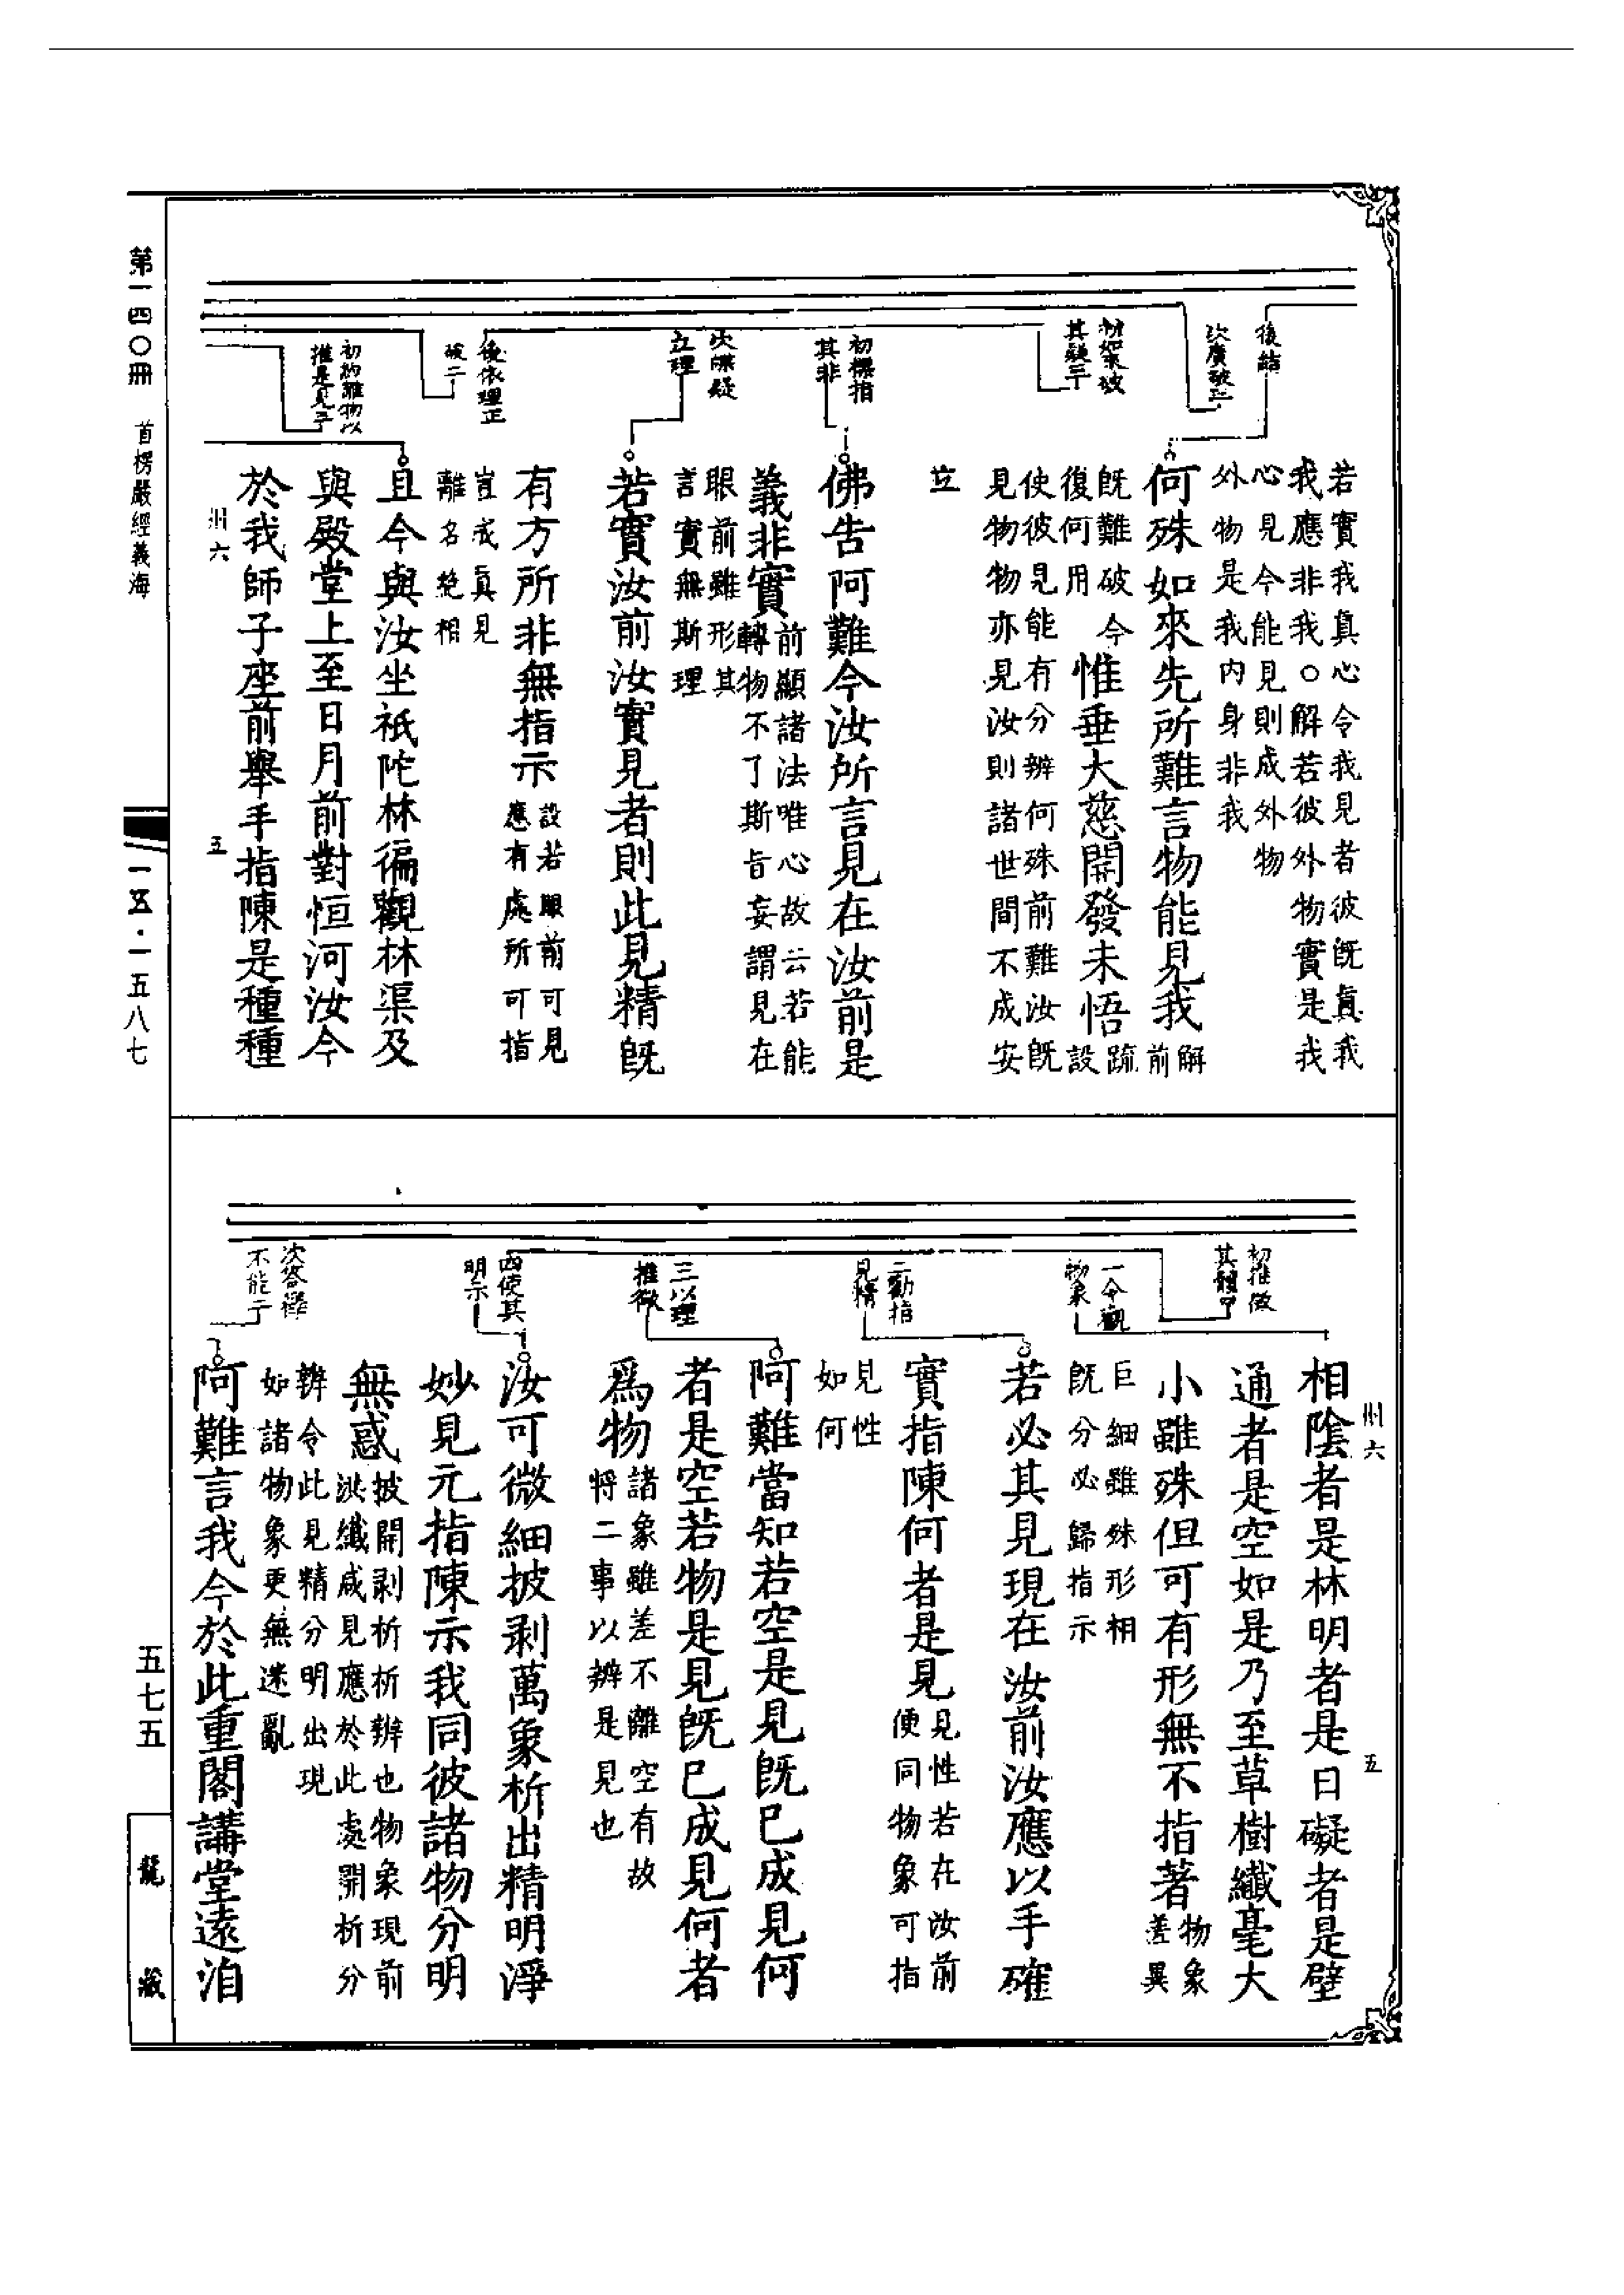 後結
次廣破三
初如來破
其疑二
初標指
其非
次牒疑
立理
後依理正
破二
初約離物以
推是見三
若實我真心令我見者彼既真我
我應非我○解若彼外物實是我
心見今能見則成外物
外物是我內身非我
何殊如來先所難言物能見我
解
前
既難破今
復何用
惟垂大慈開發未悟
疏
設
使彼見能有分辨何殊前難汝既
見物物亦見汝則諸世間不成安
立
佛告阿難今汝所言見在汝前是
義非實
前顯諸法唯心故云若能
轉物不了斯旨妄謂見在
眼前雖形其
言實無斯理
若實汝前汝實見者則此見精既
有方所非無指示
設若眼前可見
應有處所可指
豈或真見
離名絶相
且今與汝坐祇陀林徧觀林渠及
與殿堂上至日月前對恒河汝今
於我師子座前舉手指陳是種種
州六
五
初推徵
其體四
一令觀
物象
二勸指
見精
三以理
推徵
四使其
明示
次答釋
不能二
州六
五
相陰者是林明者是日礙者是壁
通者是空如是乃至草樹纖毫大
小雖殊但可有形無不指著
物象
差異
巨細雖殊形相
既分必歸指示
若必其見現在汝前汝應以手確
實指陳何者是見
見性若在汝前
便同物象可指
見性
如何
阿難當知若空是見既已成見何
者是空若物是見既已成見何者
爲物
諸象雖差不離空有故
將二事以辨是見也
汝可微細披剥萬象析出精明淨
妙見元指陳示我同彼諸物分明
無惑
披開剥析析辨也物象現前
洪纖咸見應於此處開析分
辨令此見精分明出現
如諸物象更無迷亂
阿難言我今於此重閣講堂遠洎
第一四〇冊　首楞嚴經義海
一五·一五八七
五七五
龍藏